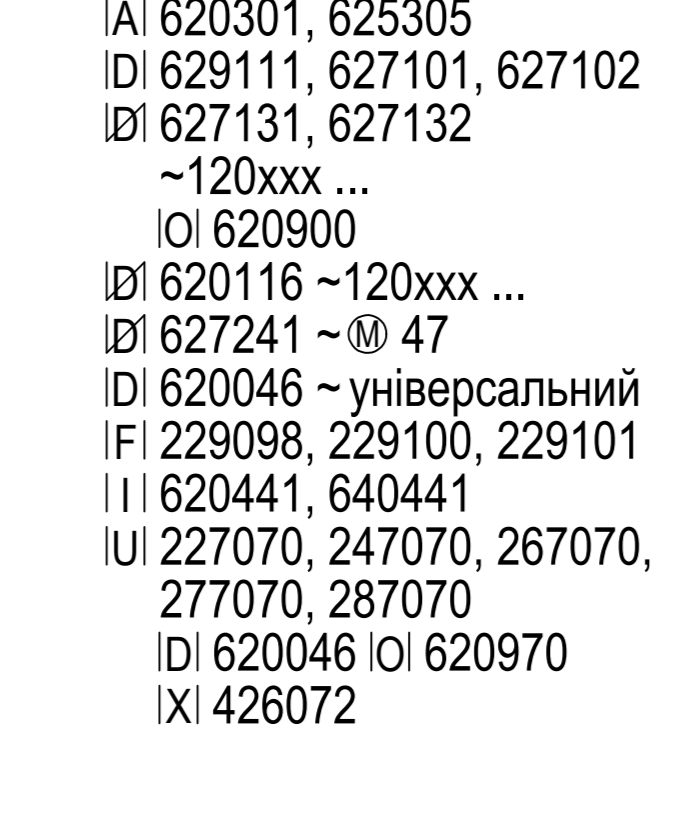 |A| 620301, 625305
|D| 629111, 627101, 627102
|D̸| 627131, 627132
~120xxx ...
|O| 620900
|D̸| 620116 ~120xxx ...
|D̸| 627241 ~Ⓜ 47
|D| 620046 ~ універсальний
|F| 229098, 229100, 229101
|I| 620441, 640441
|U| 227070, 247070, 267070,
277070, 287070
|D| 620046 |O| 620970
|X| 426072